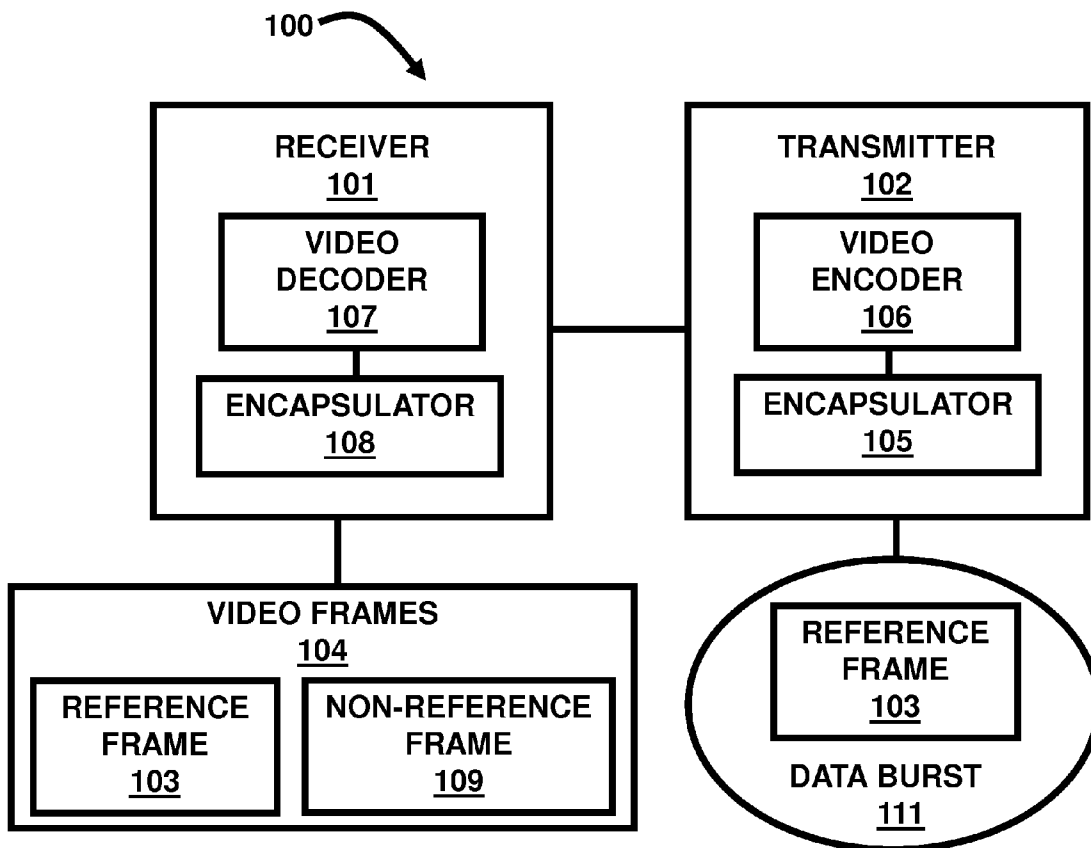 100
RECEIVER
101
VIDEO
DECODER
107
ENCAPSULATOR
108
TRANSMITTER
102
VIDEO
ENCODER
106
ENCAPSULATOR
105
VIDEO FRAMES
104
REFERENCE
FRAME
103
NON-REFERENCE
FRAME
109
REFERENCE
FRAME
103
DATA BURST
111